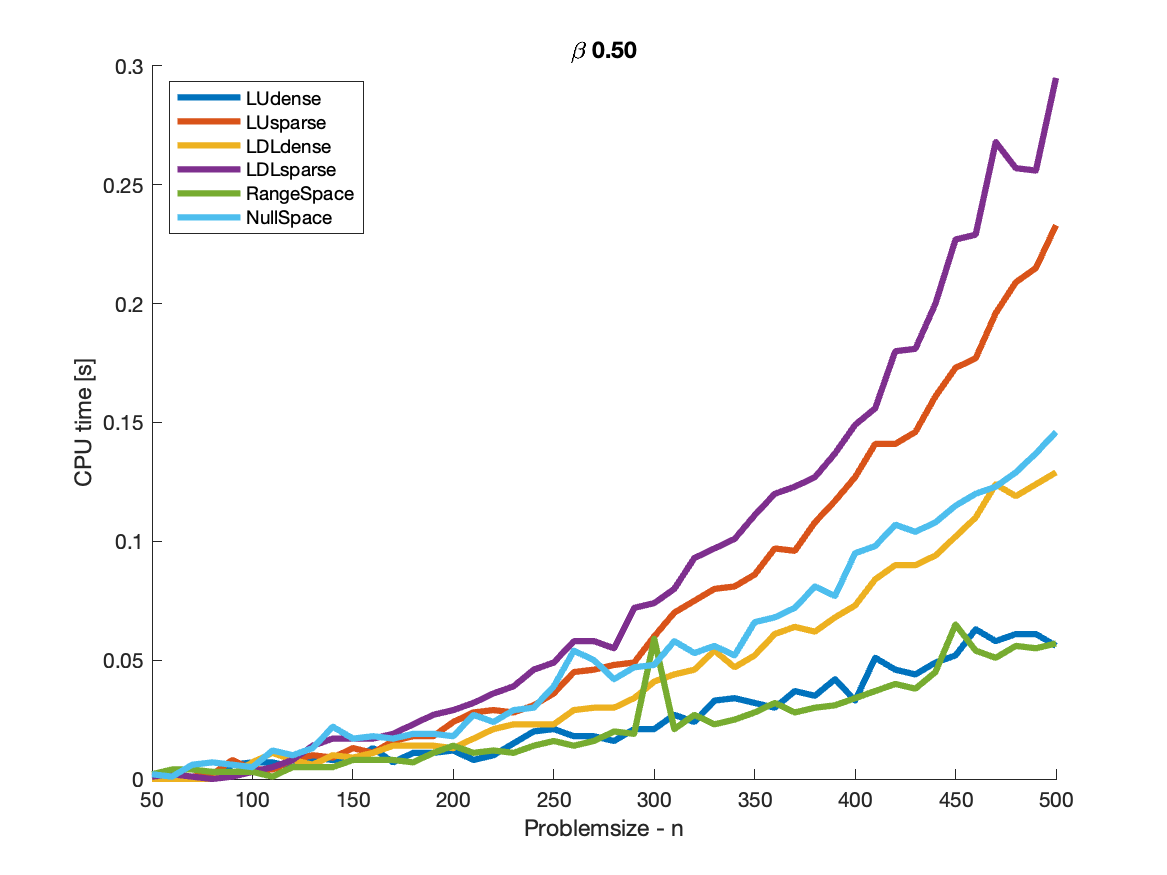 β 0.50
0.3
0.25
0.2
0.15
0.1
0.05
0
CPU time [s]
LUdense
LUsparse
LDLdense
LDLsparse
RangeSpace
NullSpace
50 100 150 200 250 300 350 400 450 500
Problemsize - n